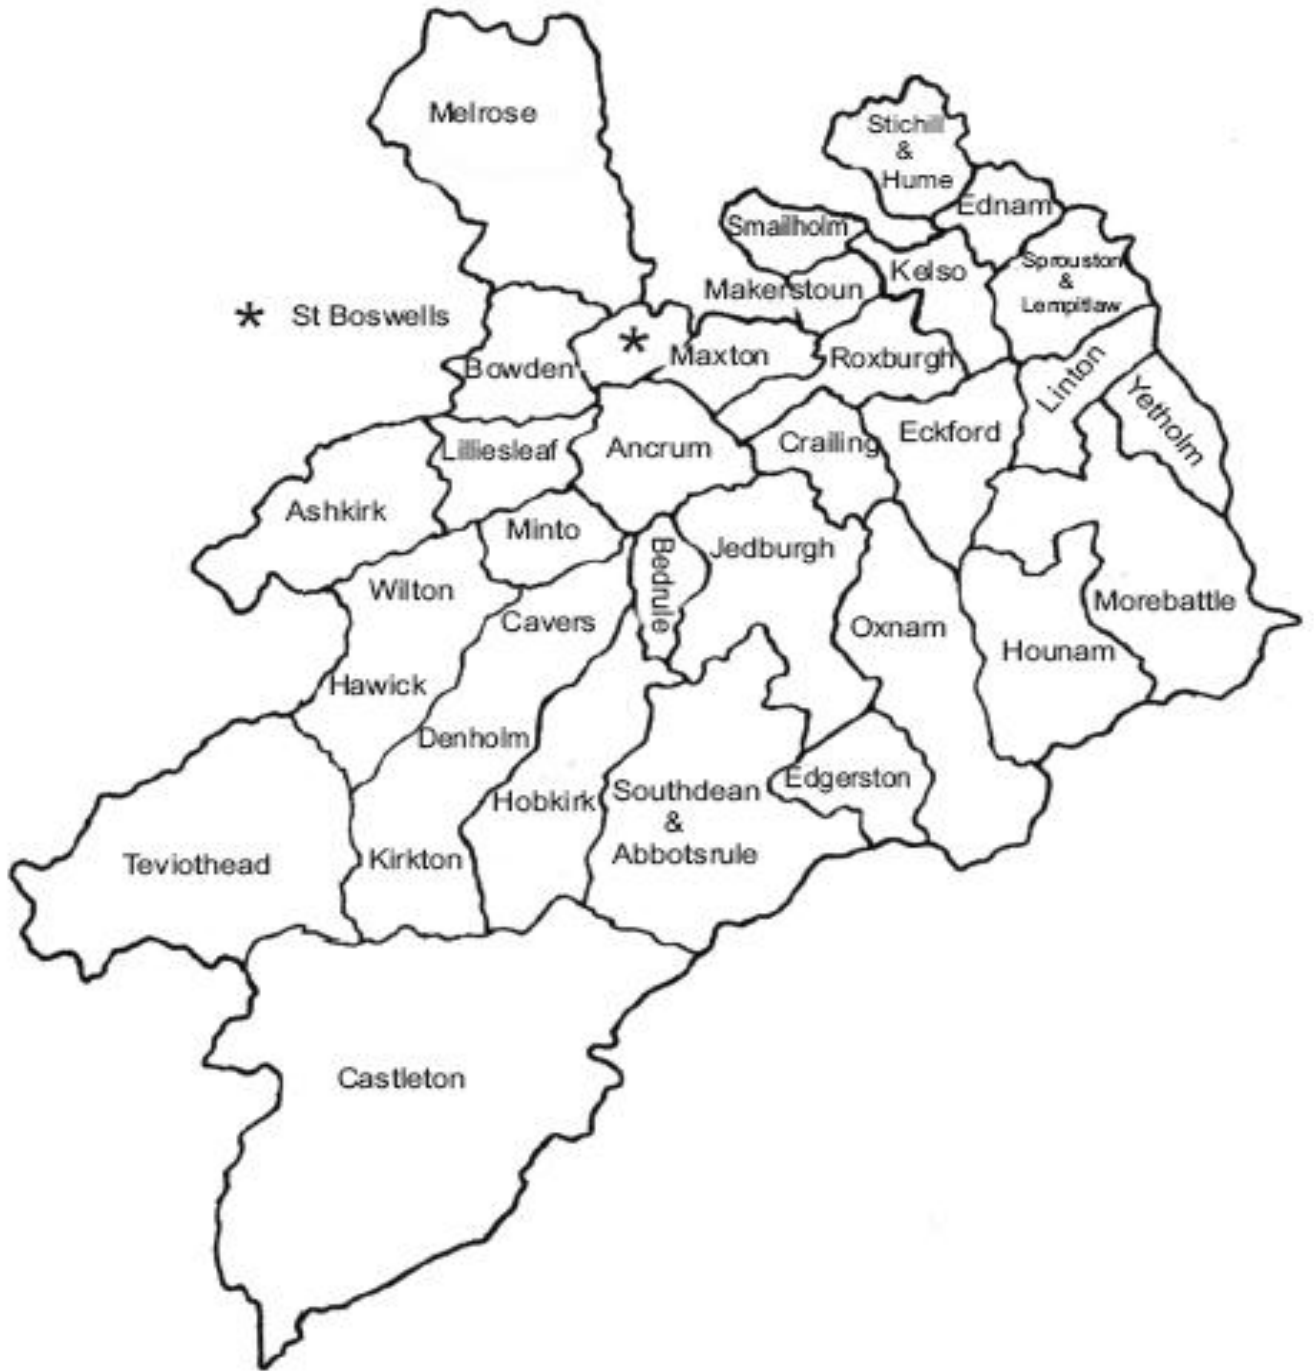 Melrose
Stichill
&
Hume
Ednam
Smailholm
Kelso
Sprouston
&
Lempitlaw
Makerstoun
* St Boswells
*
Maxton
Roxburgh
Bowden
Linton
Yetholm
Lilliesleaf
Ancrum
Crailing
Eckford
Ashkirk
Minto
Bedrule
Jedburgh
Wilton
Cavers
Oxnam
Morebattle
Hounam
Hawick
Denholm
Hobkirk
Southdean
&
Abbotsrule
Edgerston
Teviothead
Kirkton
Castleton